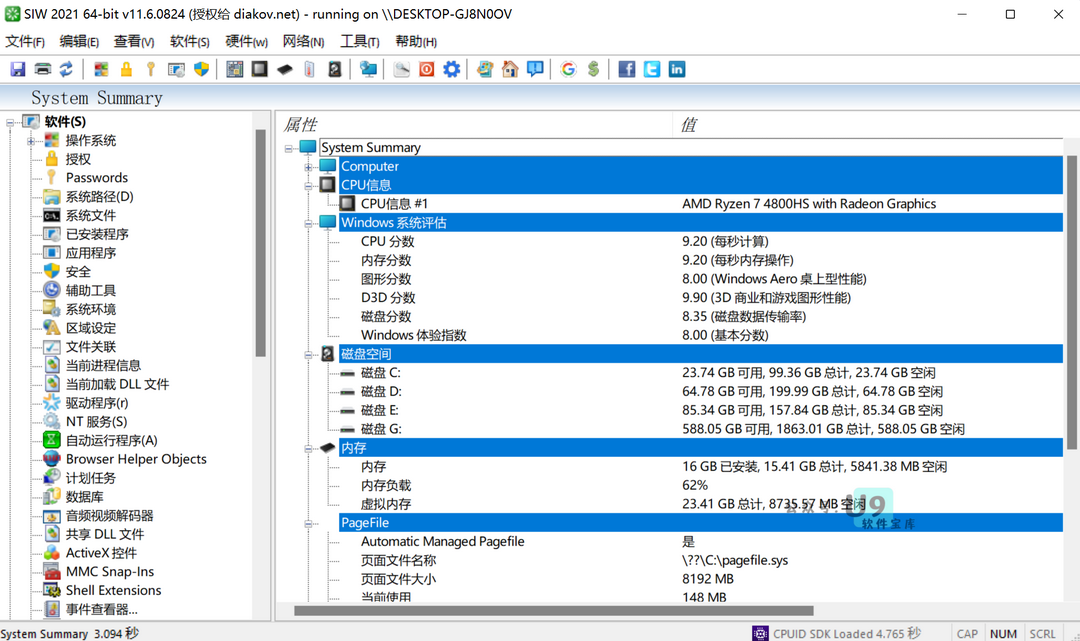 SIW 2021 64-bit v11.6.0824 (授权给 diakov.net) - running on \\DESKTOP-GJ8N0OV
文件(F) 编辑(E) 查看(V) 软件(S) 硬件(w) 网络(N) 工具(T) 帮助(H)
System Summary
软件(S)
操作系统
授权
Passwords
系统路径(D)
系统文件
已安装程序
应用程序
安全
辅助工具
系统环境
区域设定
文件关联
当前进程信息
当前加载 DLL 文件
驱动程序(r)
NT 服务(S)
自动运行程序(A)
Browser Helper Objects
计划任务
数据库
音频视频解码器
共享 DLL 文件
ActiveX 控件
MMC Snap-Ins
Shell Extensions
事件查看器...
属性 值
System Summary
Computer
CPU信息
CPU信息 #1 AMD Ryzen 7 4800HS with Radeon Graphics
Windows 系统评估
CPU 分数 9.20 (每秒计算)
内存分数 9.20 (每秒内存操作)
图形分数 8.00 (Windows Aero 桌上型性能)
D3D 分数 9.90 (3D 商业和游戏图形性能)
磁盘分数 8.35 (磁盘数据传输率)
Windows 体验指数 8.00 (基本分数)
磁盘空间
磁盘 C: 23.74 GB 可用, 99.36 GB 总计, 23.74 GB 空闲
磁盘 D: 64.78 GB 可用, 199.99 GB 总计, 64.78 GB 空闲
磁盘 E: 85.34 GB 可用, 157.84 GB 总计, 85.34 GB 空闲
磁盘 G: 588.05 GB 可用, 1863.01 GB 总计, 588.05 GB 空闲
内存
内存 16 GB 已安装, 15.41 GB 总计, 5841.38 MB 空闲
内存负载 62%
虚拟内存 23.41 GB 总计, 8735.57 MB 空闲
U9
软件宝库
PageFile
Automatic Managed Pagefile 是
页面文件名称 \??\C:\pagefile.sys
页面文件大小 8192 MB
当前使用 148 MB
System Summary 3.094 秒 CPUID SDK Loaded 4.765 秒 CAP NUM SCRL